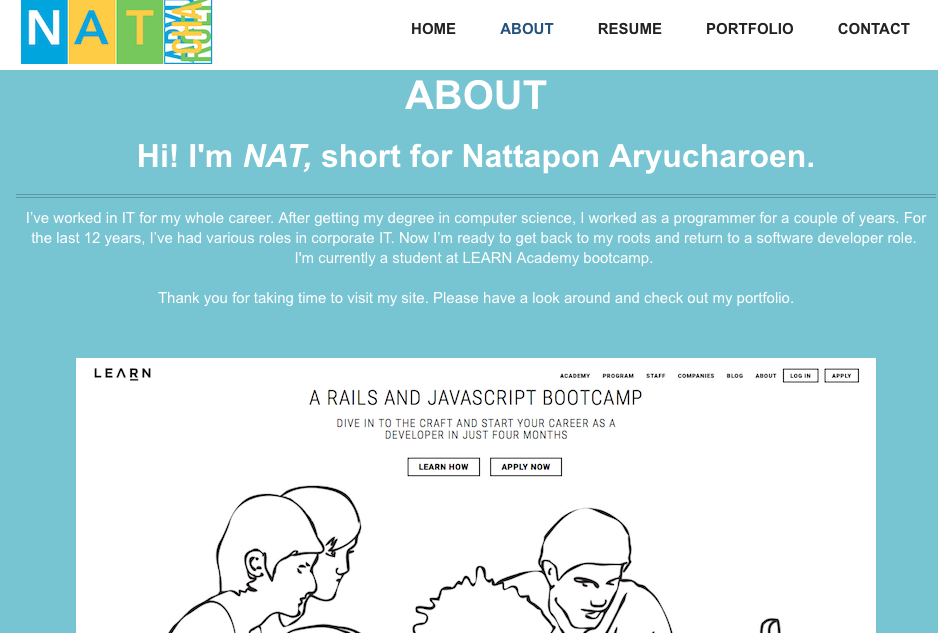 NAT
HOME
ABOUT
RESUME
PORTFOLIO
CONTACT
ABOUT
Hi! I'm NAT, short for Nattapon Aryucharoen.
I’ve worked in IT for my whole career. After getting my degree in computer science, I worked as a programmer for a couple of years. For
the last 12 years, I’ve had various roles in corporate IT. Now I’m ready to get back to my roots and return to a software developer role.
I'm currently a student at LEARN Academy bootcamp.
Thank you for taking time to visit my site. Please have a look around and check out my portfolio.
LEARN
ACADEMY
PROGRAM
STAFF
COMPANIES
BLOG
ABOUT
LOG IN
APPLY
A RAILS AND JAVASCRIPT BOOTCAMP
DIVE IN TO THE CRAFT AND START YOUR CAREER AS A
DEVELOPER IN JUST FOUR MONTHS
LEARN HOW
APPLY NOW